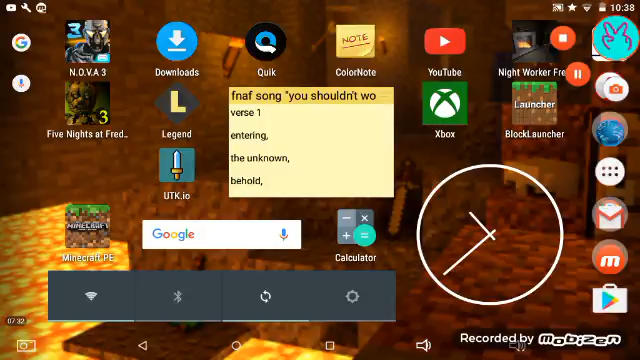 10:38
N.O.V.A 3
Downloads
Quik
NOTE
ColorNote
YouTube
Night Worker Fre
3
Five Nights at Fred..
L
Legend
fnaf song "you shouldn't wo
verse 1
entering,
the unknown,
behold,
Xbox
Launcher
BlockLauncher
UTK.io
MINECRAFT
Minecraft PE
Google
Calculator
07:32
Recorded by MOBIZEN